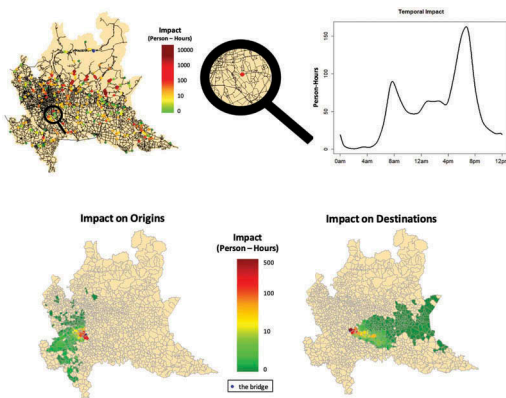 Impact
(Person – Hours)
10000
1000
100
10
0
Temporal Impact
Person-Hours
150
100
50
0
0am
4am
8am
12pm
4pm
8pm
12pm
Impact on Origins
Impact
(Person – Hours)
500
100
10
0
the bridge
Impact on Destinations